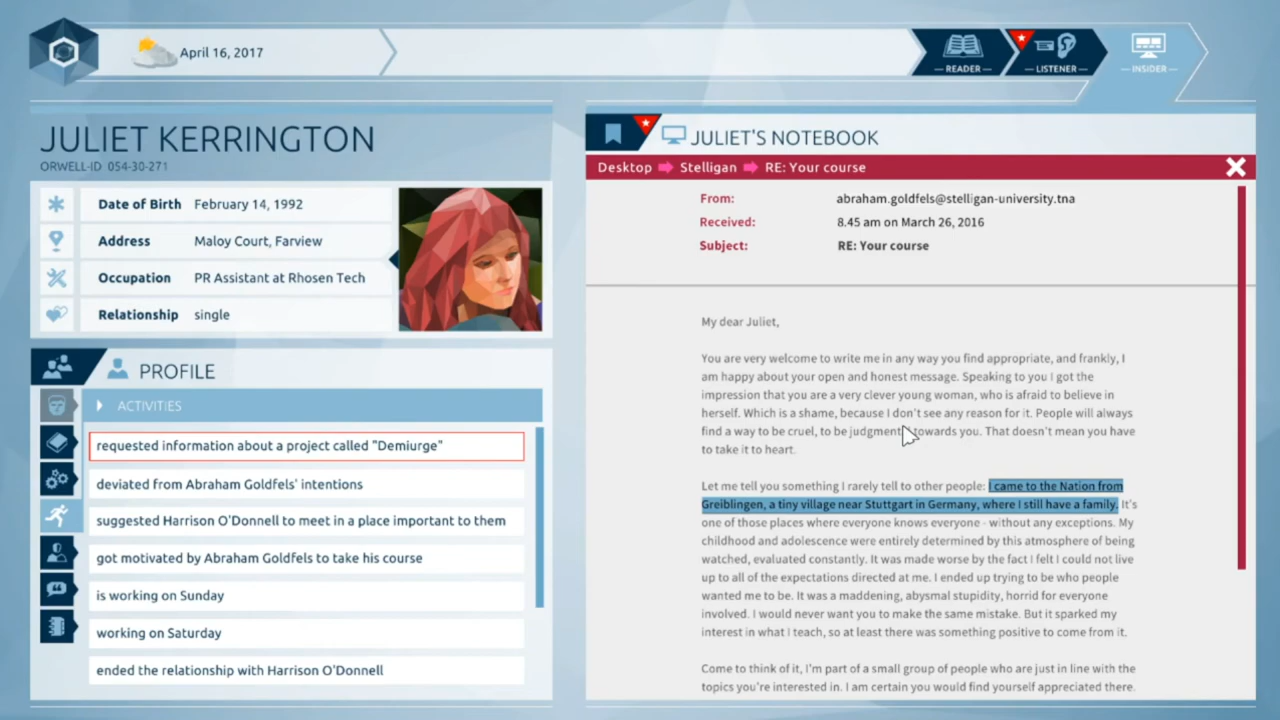 April 16, 2017
READER
LISTENER
INSIDER
JULIET KERRINGTON
ORWELL-ID 054-30-271
Date of Birth February 14, 1992
Address Maloy Court, Farview
Occupation PR Assistant at Rhosen Tech
Relationship single
PROFILE
ACTIVITIES
requested information about a project called "Demiurge"
deviated from Abraham Goldfels' intentions
suggested Harrison O'Donnell to meet in a place important to them
got motivated by Abraham Goldfels to take his course
is working on Sunday
working on Saturday
ended the relationship with Harrison O'Donnell
JULIET'S NOTEBOOK
Desktop Stelligan RE: Your course
From: abraham.goldfels@stelligan-university.tna
Received: 8.45 am on March 26, 2016
Subject: RE: Your course
My dear Juliet,
You are very welcome to write me in any way you find appropriate, and frankly, I
am happy about your open and honest message. Speaking to you I got the
impression that you are a very clever young woman, who is afraid to believe in
herself. Which is a shame, because I don't see any reason for it. People will always
find a way to be cruel, to be judgment towards you. That doesn't mean you have
to take it to heart.
Let me tell you something I rarely tell to other people: I came to the Nation from
Greiblingen, a tiny village near Stuttgart in Germany, where I still have a family. It's
one of those places where everyone knows everyone - without any exceptions. My
childhood and adolescence were entirely determined by this atmosphere of being
watched, evaluated constantly. It was made worse by the fact I felt I could not live
up to all of the expectations directed at me. I ended up trying to be who people
wanted me to be. It was a maddening, abysmal stupidity, horrid for everyone
involved. I would never want you to make the same mistake. But it sparked my
interest in what I teach, so at least there was something positive to come from it.
Come to think of it, I'm part of a small group of people who are just in line with the
topics you're interested in. I am certain you would find yourself appreciated there.